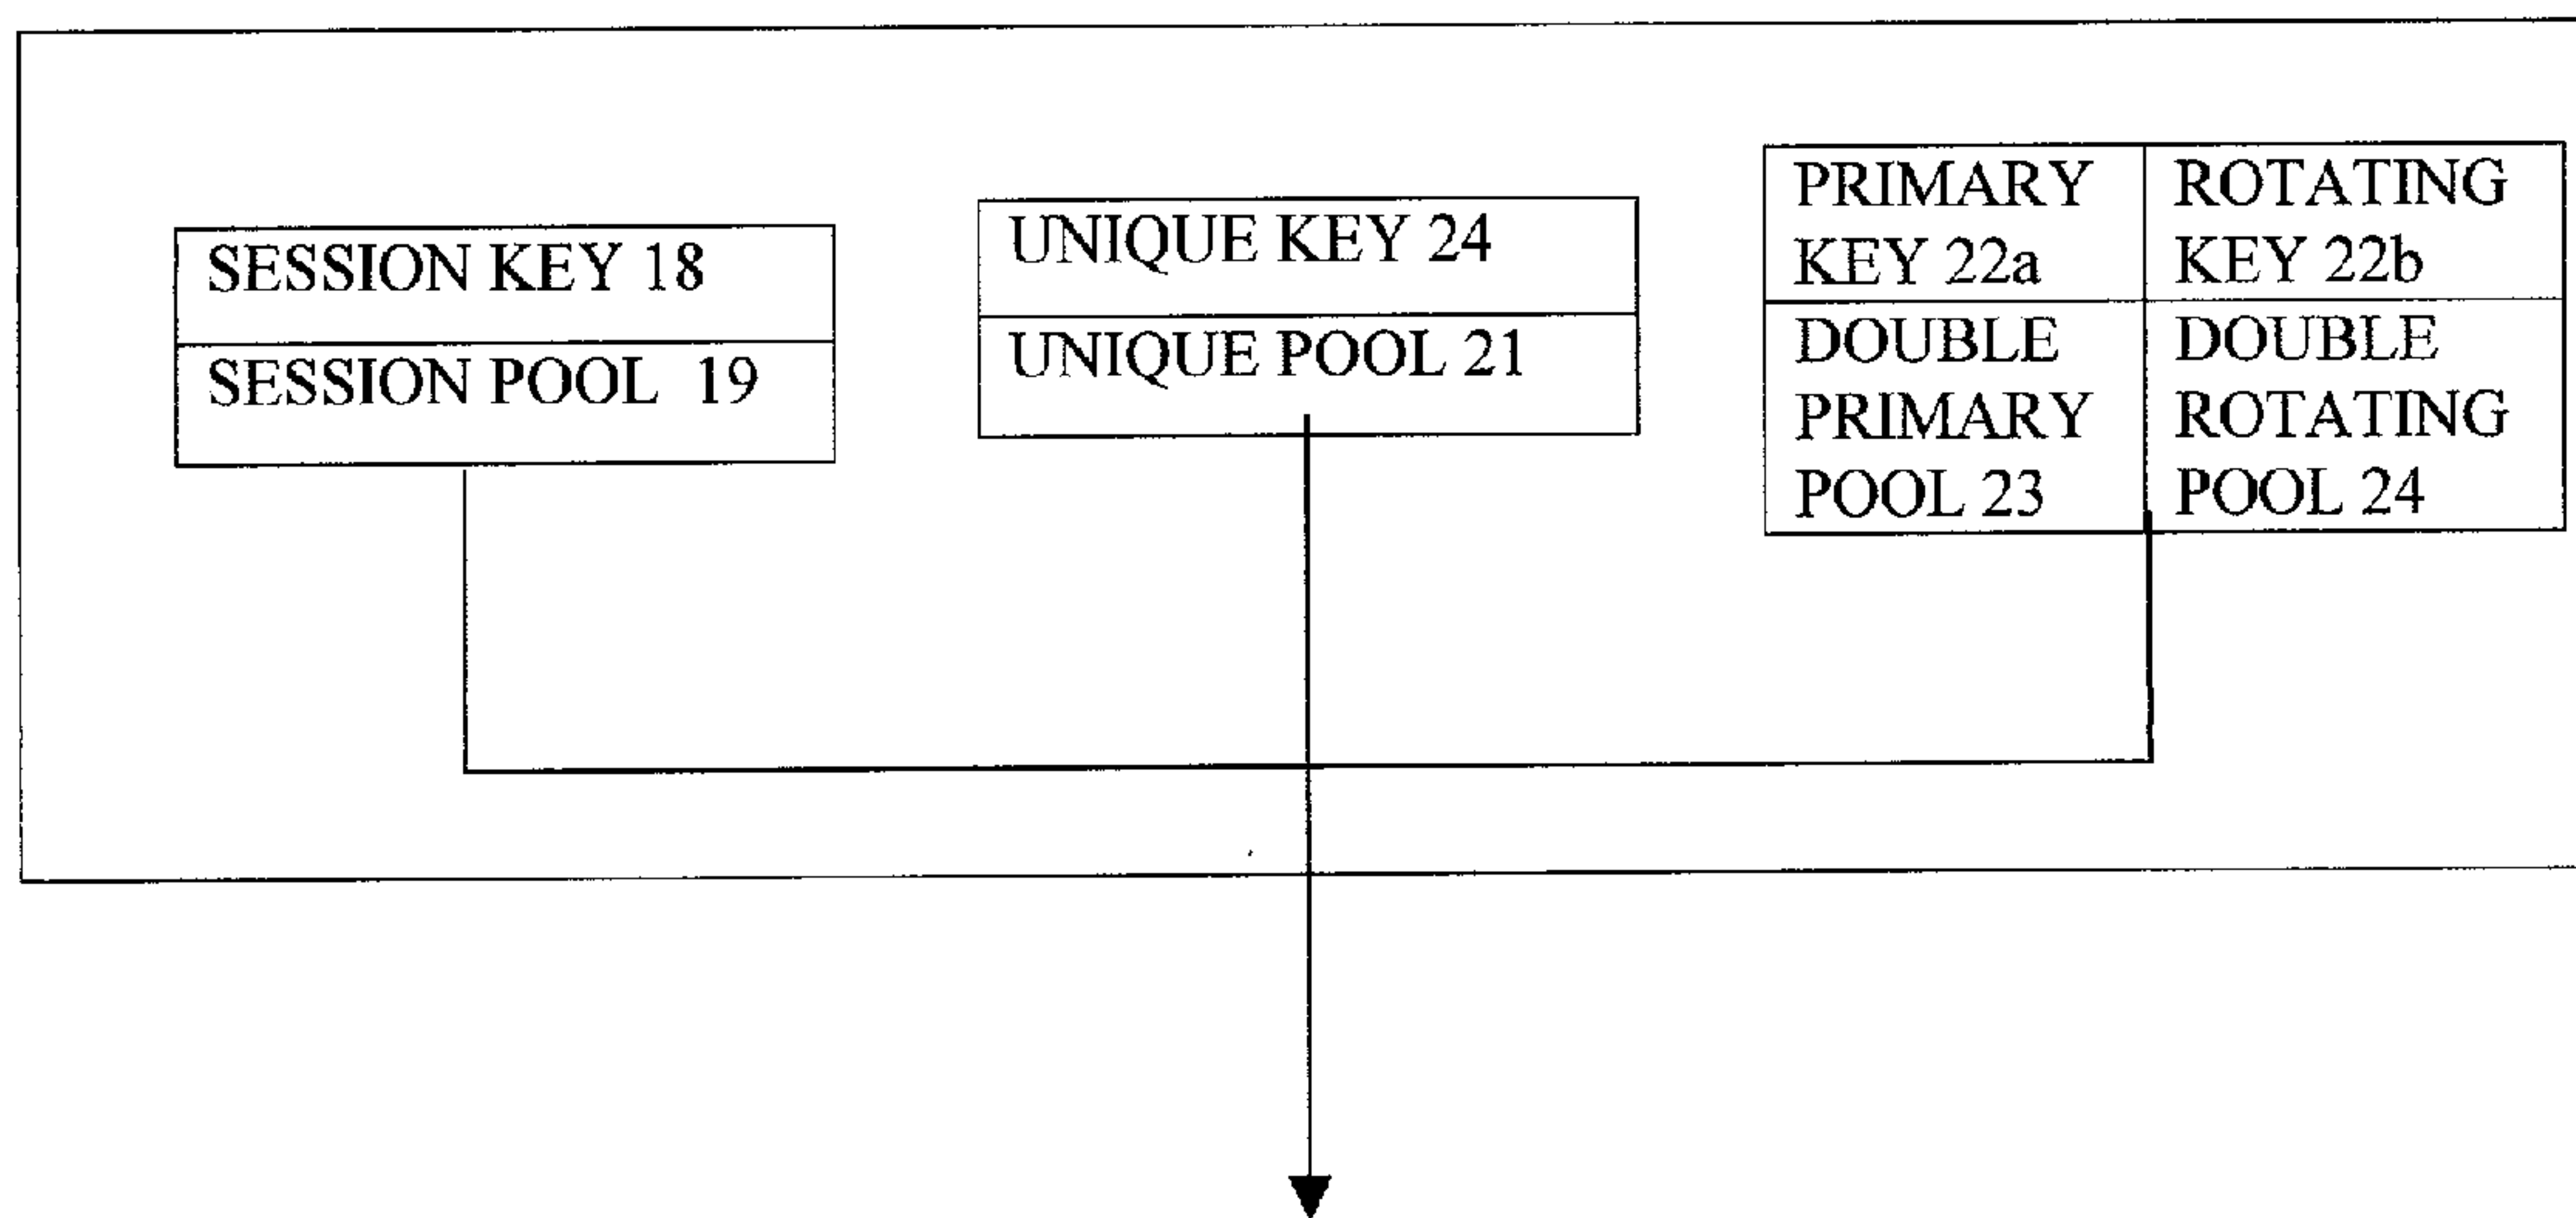 SESSION KEY 18
SESSION POOL 19
UNIQUE KEY 24
UNIQUE POOL 21
PRIMARY
KEY 22a
ROTATING
KEY 22b
DOUBLE
PRIMARY
POOL 23
DOUBLE
ROTATING
POOL 24